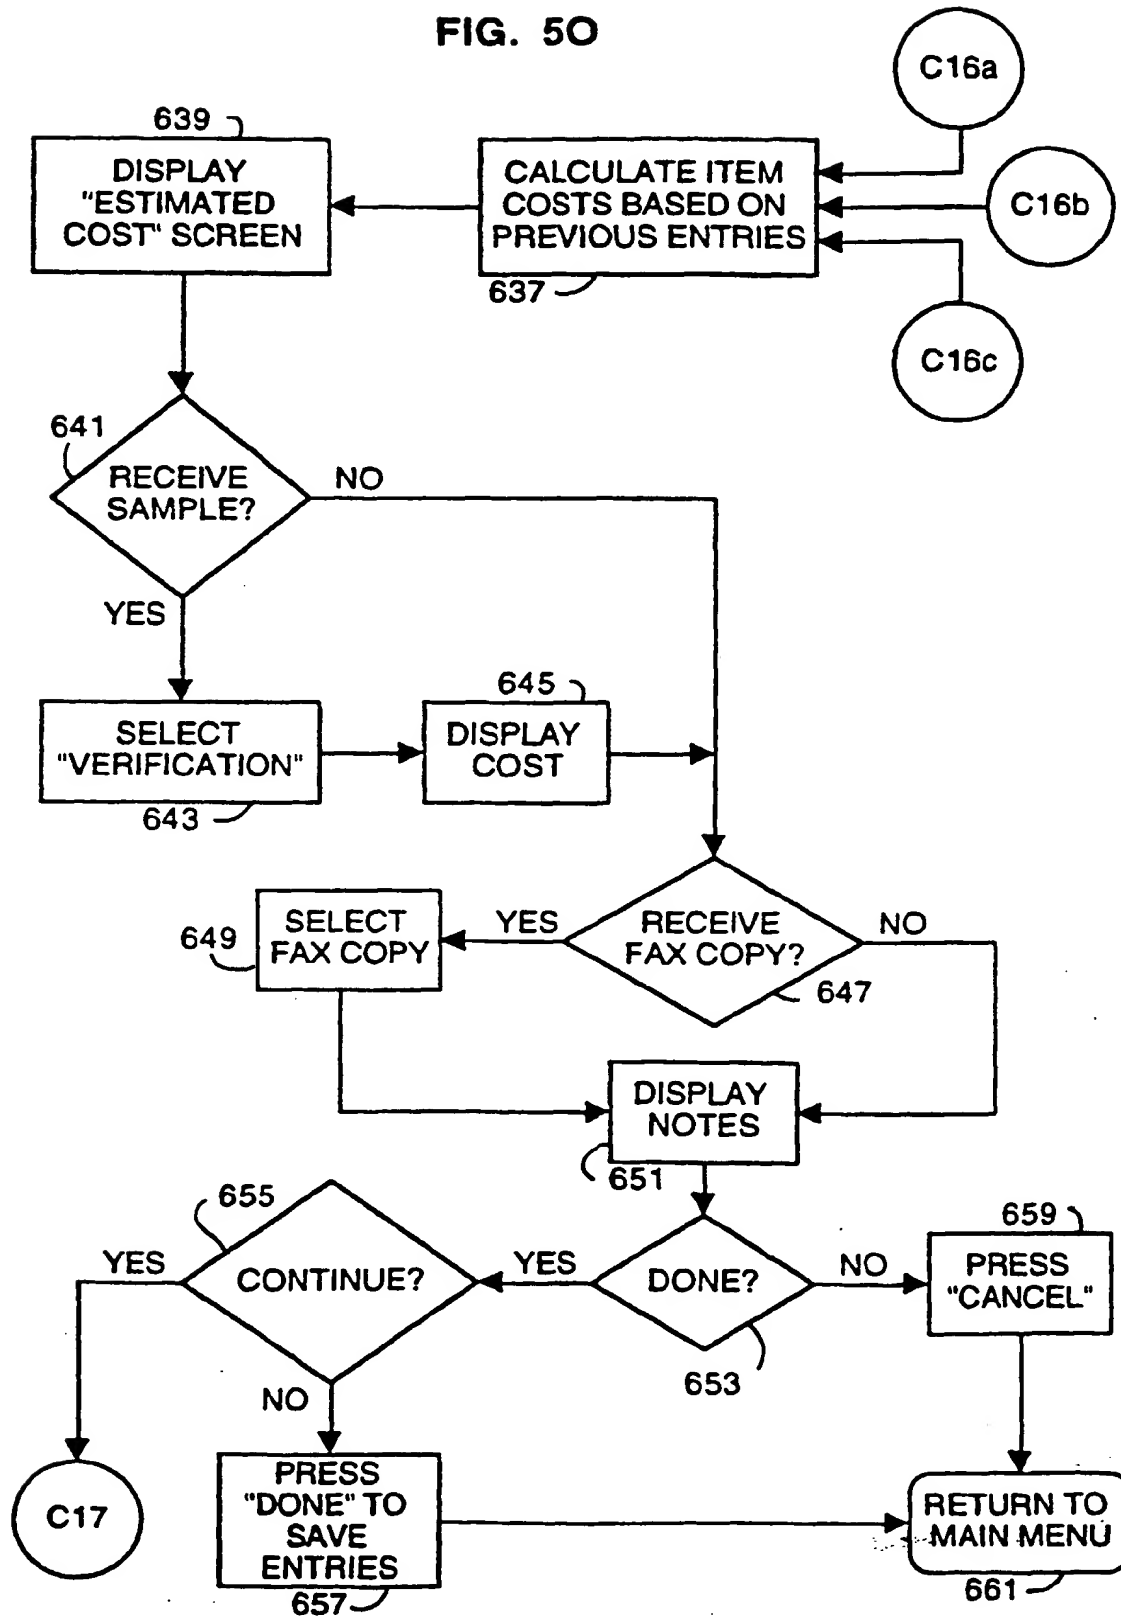 FIG. 5O
C16a
639
DISPLAY
"ESTIMATED
COST" SCREEN
CALCULATE ITEM
COSTS BASED ON
PREVIOUS ENTRIES
637
C16b
C16c
641
RECEIVE
SAMPLE?
NO
YES
645
SELECT
"VERIFICATION"
643
DISPLAY
COST
649
SELECT
FAX COPY
YES
RECEIVE
FAX COPY?
NO
647
DISPLAY
NOTES
651
655
YES
CONTINUE?
YES
DONE?
NO
653
659
PRESS
"CANCEL"
NO
C17
PRESS
"DONE" TO
SAVE
ENTRIES
657
RETURN TO
MAIN MENU
661